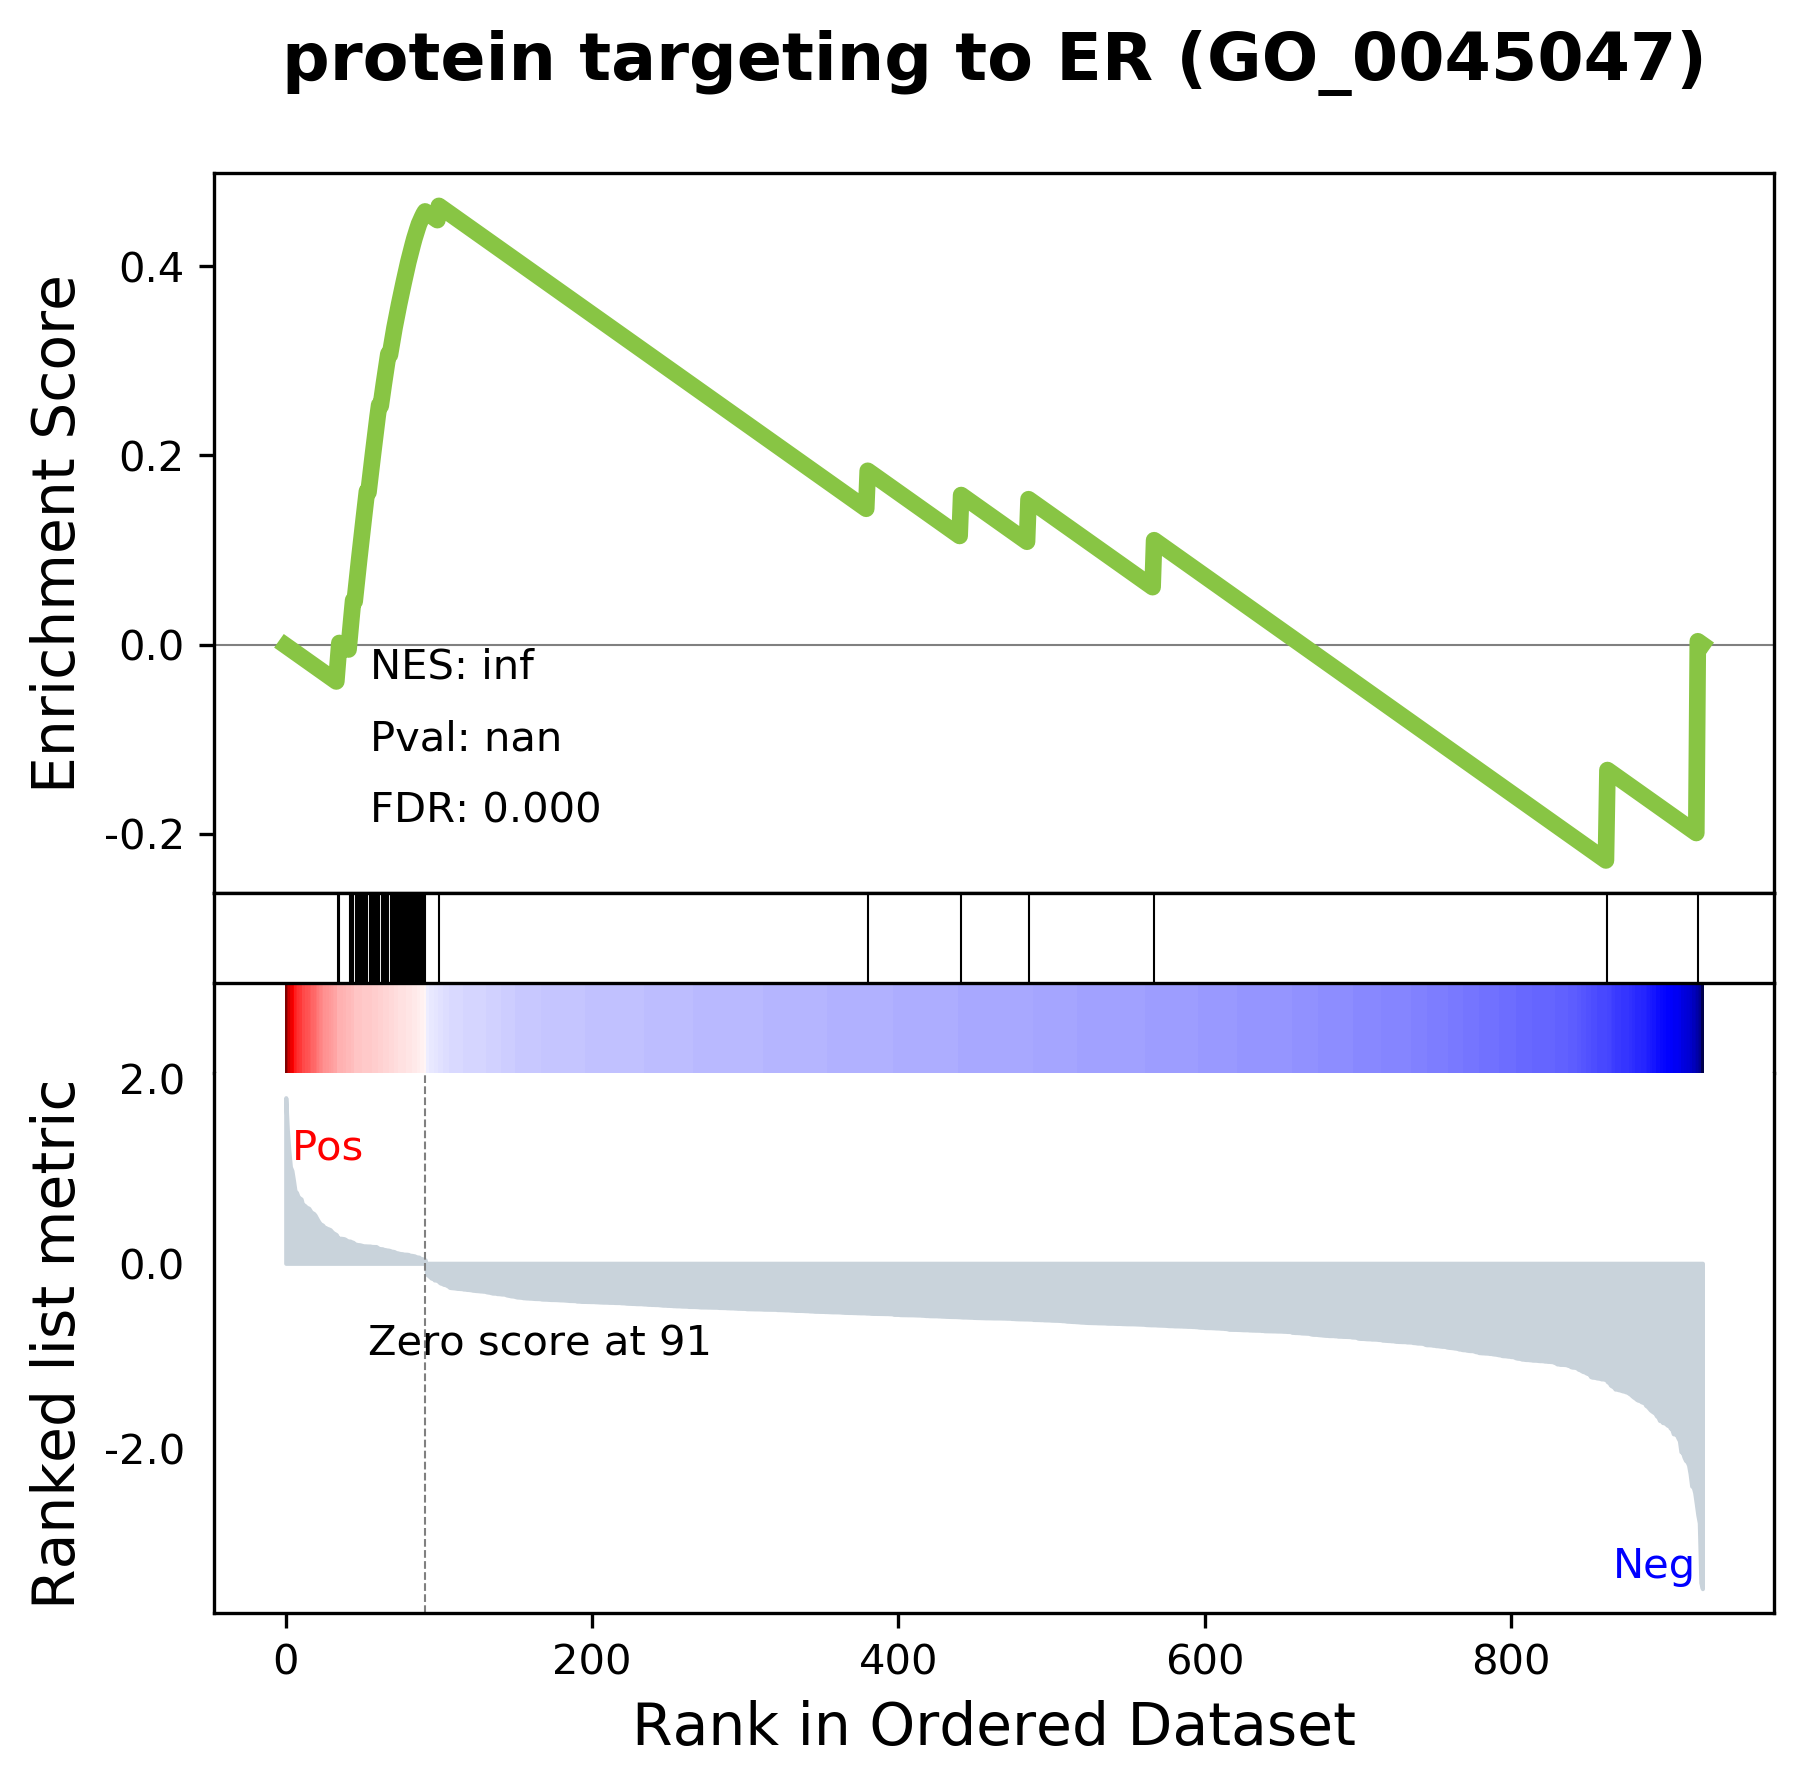 protein targeting to ER (GO_0045047)
Enrichment Score
0.4
0.2
0.0
-0.2
NES: inf
Pval: nan
FDR: 0.000
Ranked list metric
2.0
0.0
-2.0
Pos
Zero score at 91
Neg
0 200 400 600 800
Rank in Ordered Dataset